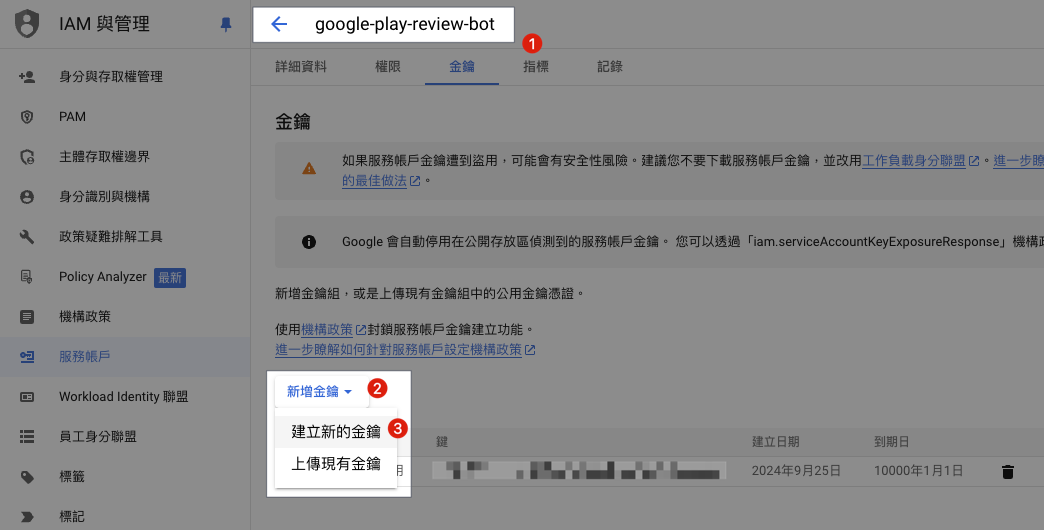 IAM 與管理
google-play-review-bot
1
詳細資料
權限
金鑰
指標
記錄
身分與存取權管理
PAM
主體存取權邊界
身分識別與機構
政策疑難排解工具
Policy Analyzer 最新
機構政策
服務帳戶
Workload Identity 聯盟
員工身分聯盟
標籤
標記
金鑰
如果服務帳戶金鑰遭到盜用，可能會有安全性風險。建議您不要下載服務帳戶金鑰，並改用工作負載身分聯盟。進一步瞭
的最佳做法。
Google 會自動停用在公開存放區偵測到的服務帳戶金鑰。 您可以透過「iam.serviceAccountKeyExposureResponse」機構政
新增金鑰組，或是上傳現有金鑰組中的公用金鑰憑證。
使用機構政策封鎖服務帳戶金鑰建立功能。
進一步瞭解如何針對服務帳戶設定機構政策
新增金鑰 2
建立新的金鑰 3
上傳現有金鑰
鍵
建立日期
到期日
用
2024年9月25日
10000年1月1日